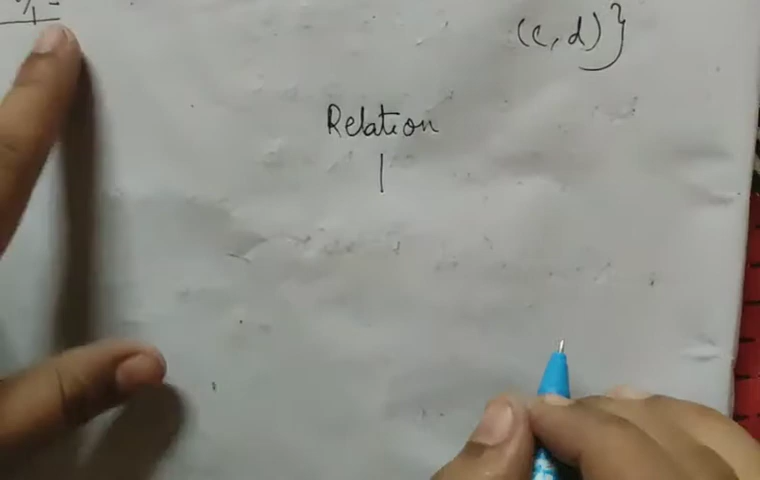 (c, d)}
Relation